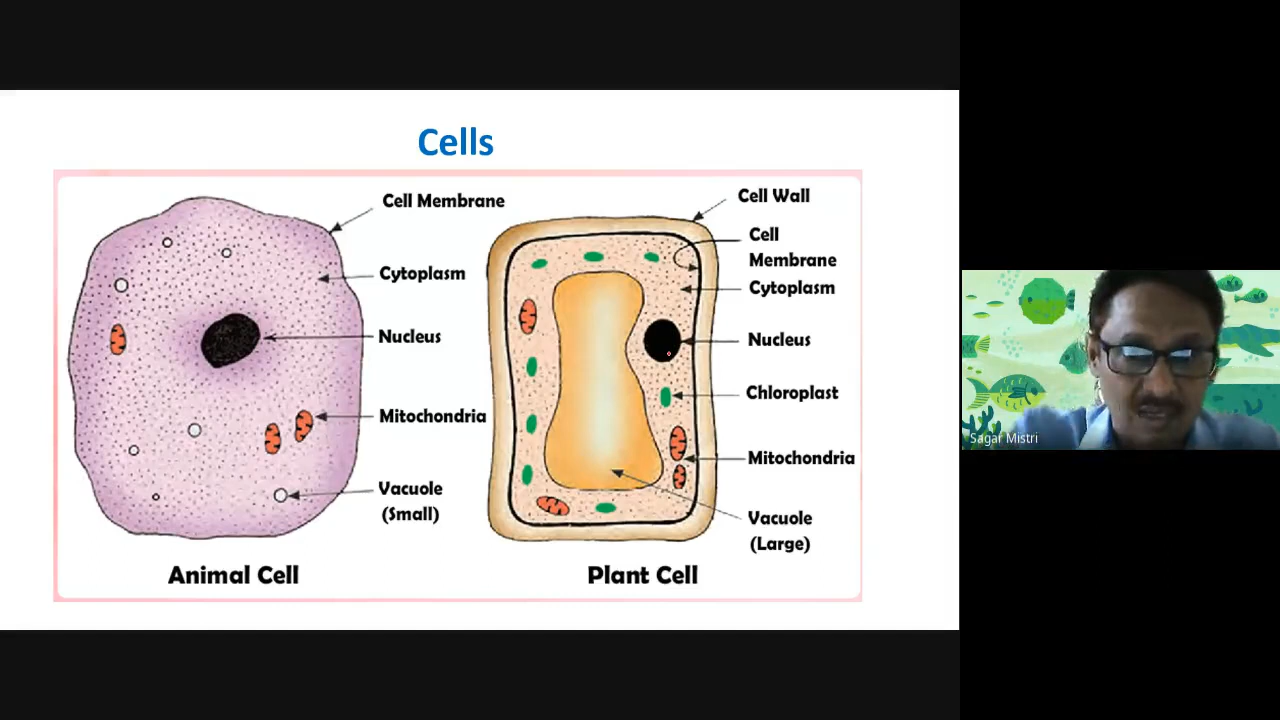 Cells
Cell Membrane
Cytoplasm
Nucleus
Mitochondria
Vacuole
(Small)
Animal Cell
Cell Wall
Cell
Membrane
Cytoplasm
Nucleus
Chloroplast
Mitochondria
Vacuole
(Large)
Plant Cell
Sagar Mistri